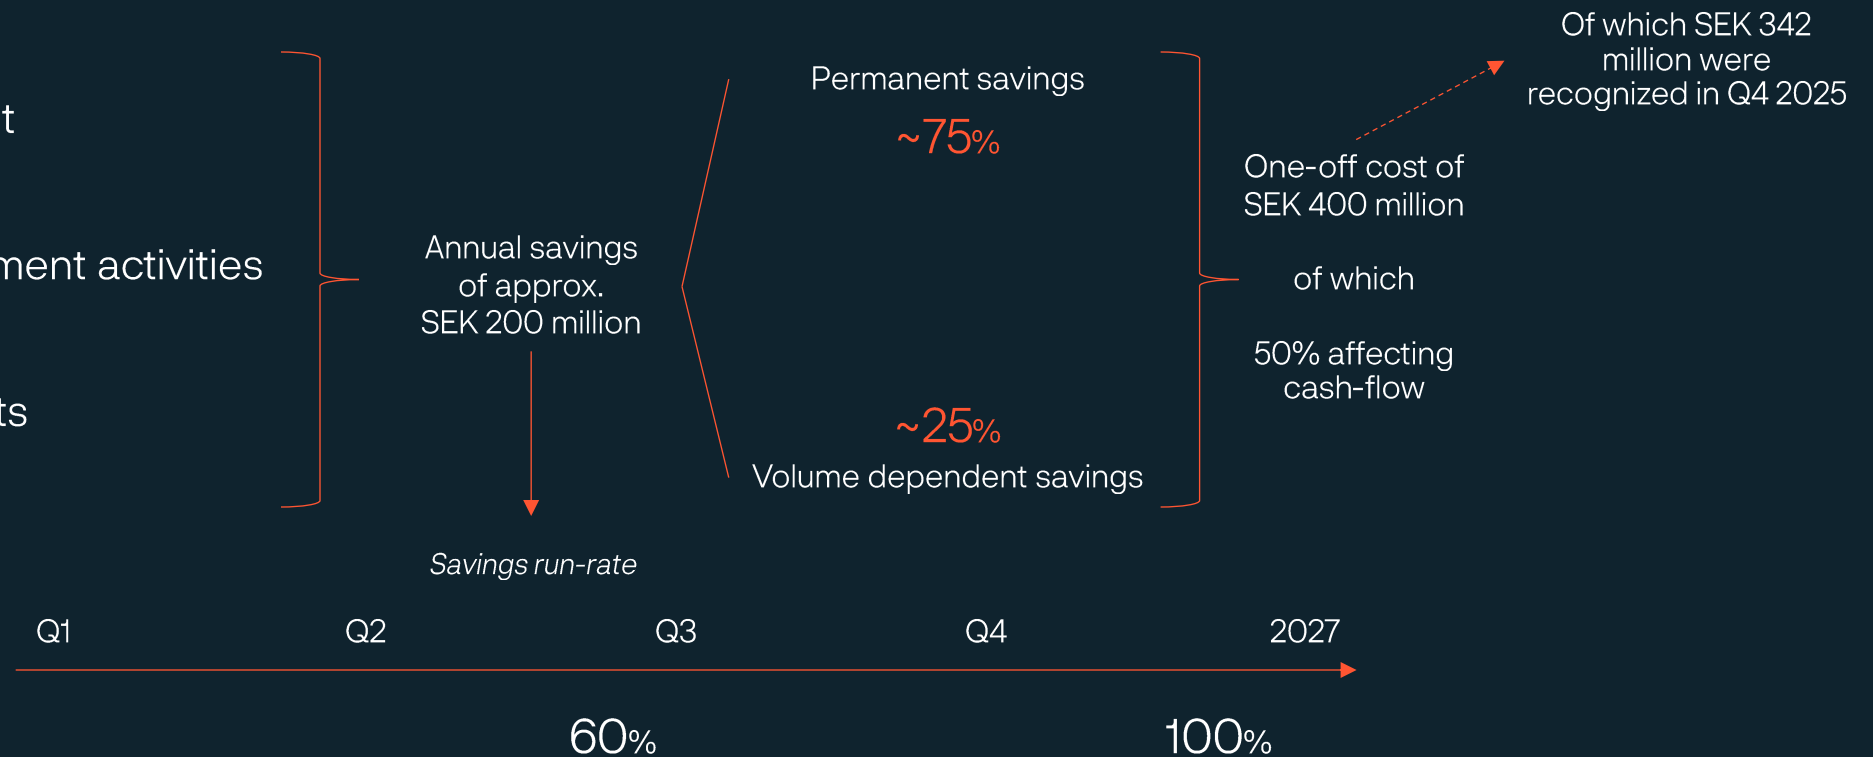 t
ment activities
ts
Annual savings
of approx.
SEK 200 million
Savings run-rate
Permanent savings
~75%
~25%
Volume dependent savings
One-off cost of
SEK 400 million
of which
50% affecting
cash-flow
Of which SEK 342
million were
recognized in Q4 2025
Q1
Q2
Q3
Q4
2027
60%
100%